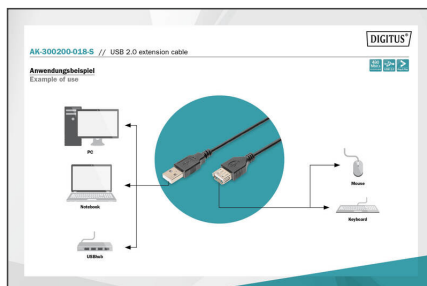 DIGITUS®
AK-300200-018-S // USB 2.0 extension cable
Anwendungsbeispiel
Example of use
PC
Notebook
USBhub
Mouse
Keyboard